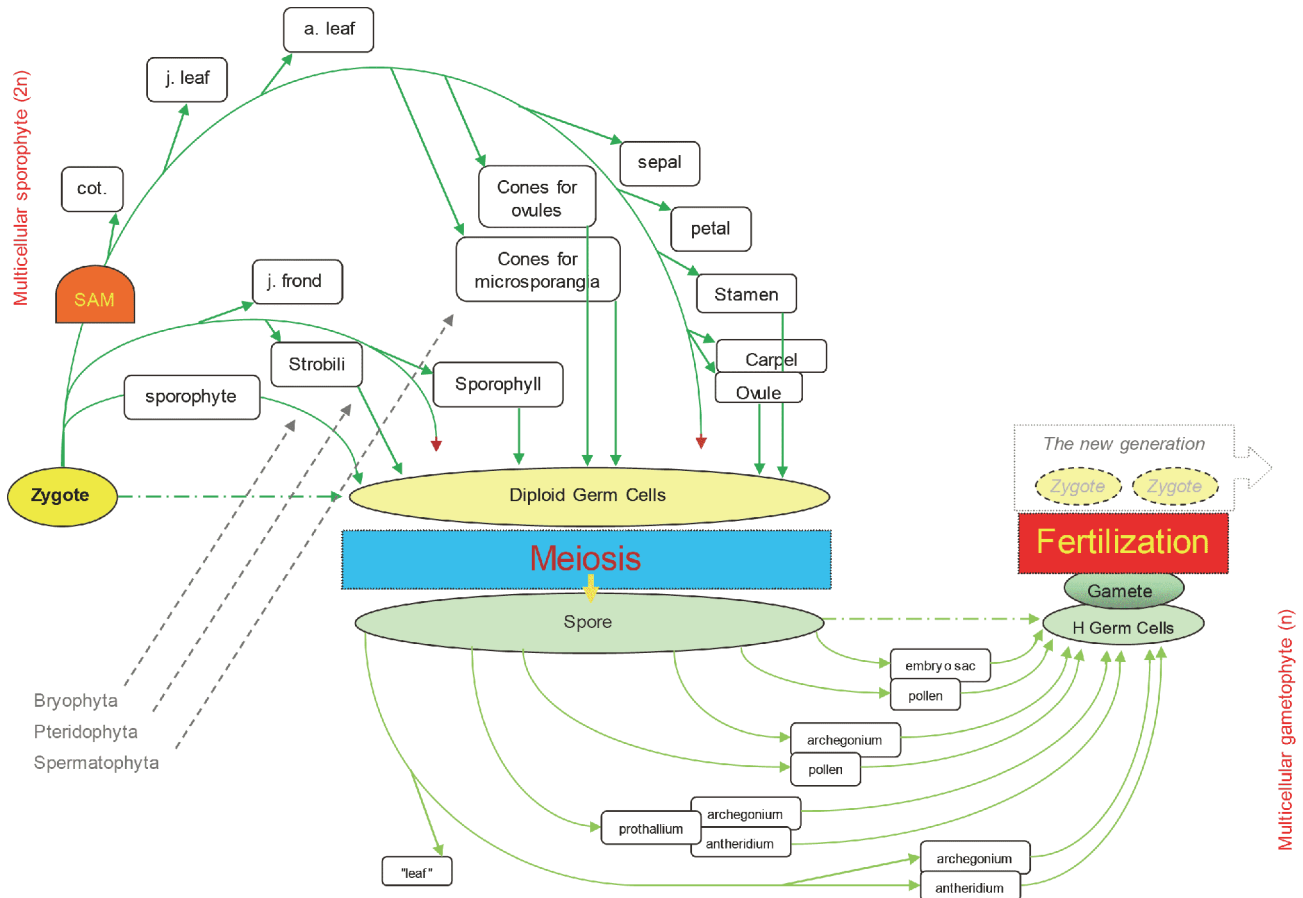 a. leaf
j. leaf
Multicellular sporophyte (2n)
cot.
sepal
Cones for
ovules
petal
Cones for
microsporangia
SAM
j. frond
Stamen
Strobili
Carpel
Sporophyll
Ovule
sporophyte
The new generation
Zygote
Zygote
Zygote
Diploid Germ Cells
Fertilization
Meiosis
Gamete
Spore
H Germ Cells
embryo sac
pollen
Bryophyta
Pteridophyta
Spermatophyta
archegonium
pollen
Multicellular gametophyte (n)
archegonium
prothallium
antheridium
"leaf"
archegonium
antheridium